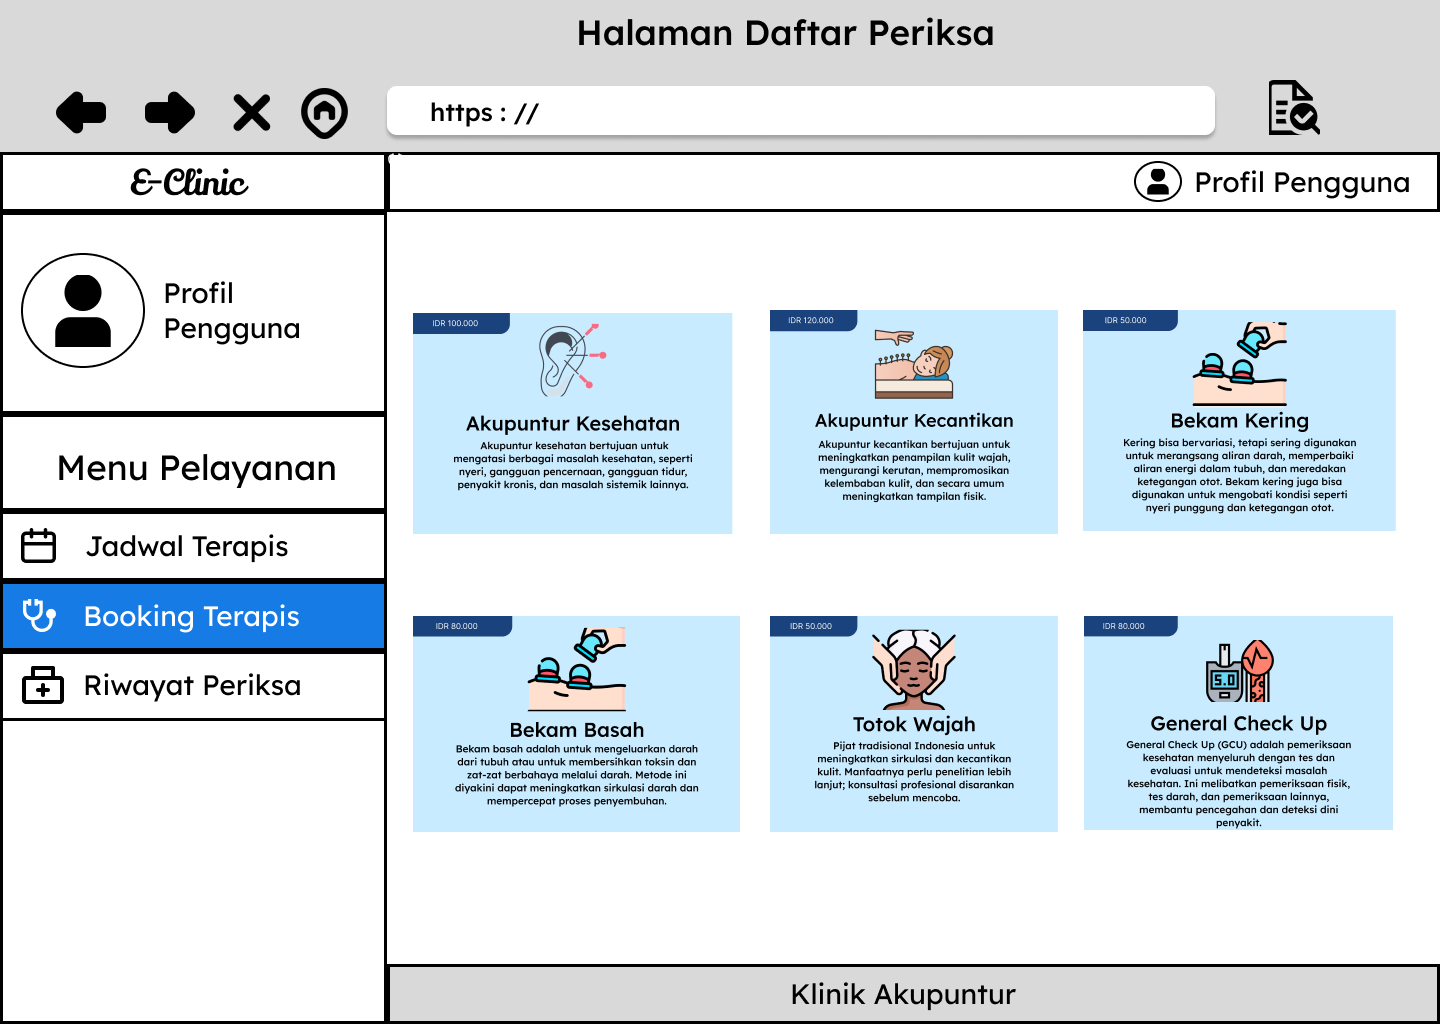 Halaman Daftar Periksa
https : //
E-Clinic
Profil Pengguna
Profil
Pengguna
Menu Pelayanan
Jadwal Terapis
Booking Terapis
Riwayat Periksa
IDR 100.000
Akupuntur Kesehatan
Akupuntur kesehatan bertujuan untuk
mengatasi berbagai masalah kesehatan, seperti
nyeri, gangguan pencernaan, gangguan tidur,
penyakit kronis, dan masalah sistemik lainnya.
IDR 120.000
Akupuntur Kecantikan
Akupuntur kecantikan bertujuan untuk
meningkatkan penampilan kulit wajah,
mengurangi kerutan, mempromosikan
kelembaban kulit, dan secara umum
meningkatkan tampilan fisik.
IDR 50.000
Bekam Kering
Kering bisa bervariasi, tetapi sering digunakan
untuk merangsang aliran darah, memperbaiki
aliran energi dalam tubuh, dan meredakan
ketegangan otot. Bekam kering juga bisa
digunakan untuk mengobati kondisi seperti
nyeri punggung dan ketegangan otot.
IDR 80.000
Bekam Basah
Bekam basah adalah untuk mengeluarkan darah
dari tubuh atau untuk membersihkan toksin dan
zat-zat berbahaya melalui darah. Metode ini
diyakini dapat meningkatkan sirkulasi darah dan
mempercepat proses penyembuhan.
IDR 50.000
Totok Wajah
Pijat tradisional Indonesia untuk
meningkatkan sirkulasi dan kecantikan
kulit. Manfaatnya perlu penelitian lebih
lanjut; konsultasi profesional disarankan
sebelum mencoba.
IDR 80.000
5.0
General Check Up
General Check Up (GCU) adalah pemeriksaan
kesehatan menyeluruh dengan tes dan
evaluasi untuk mendeteksi masalah
kesehatan. Ini melibatkan pemeriksaan fisik,
tes darah, dan pemeriksaan lainnya,
membantu pencegahan dan deteksi dini
penyakit.
Klinik Akupuntur